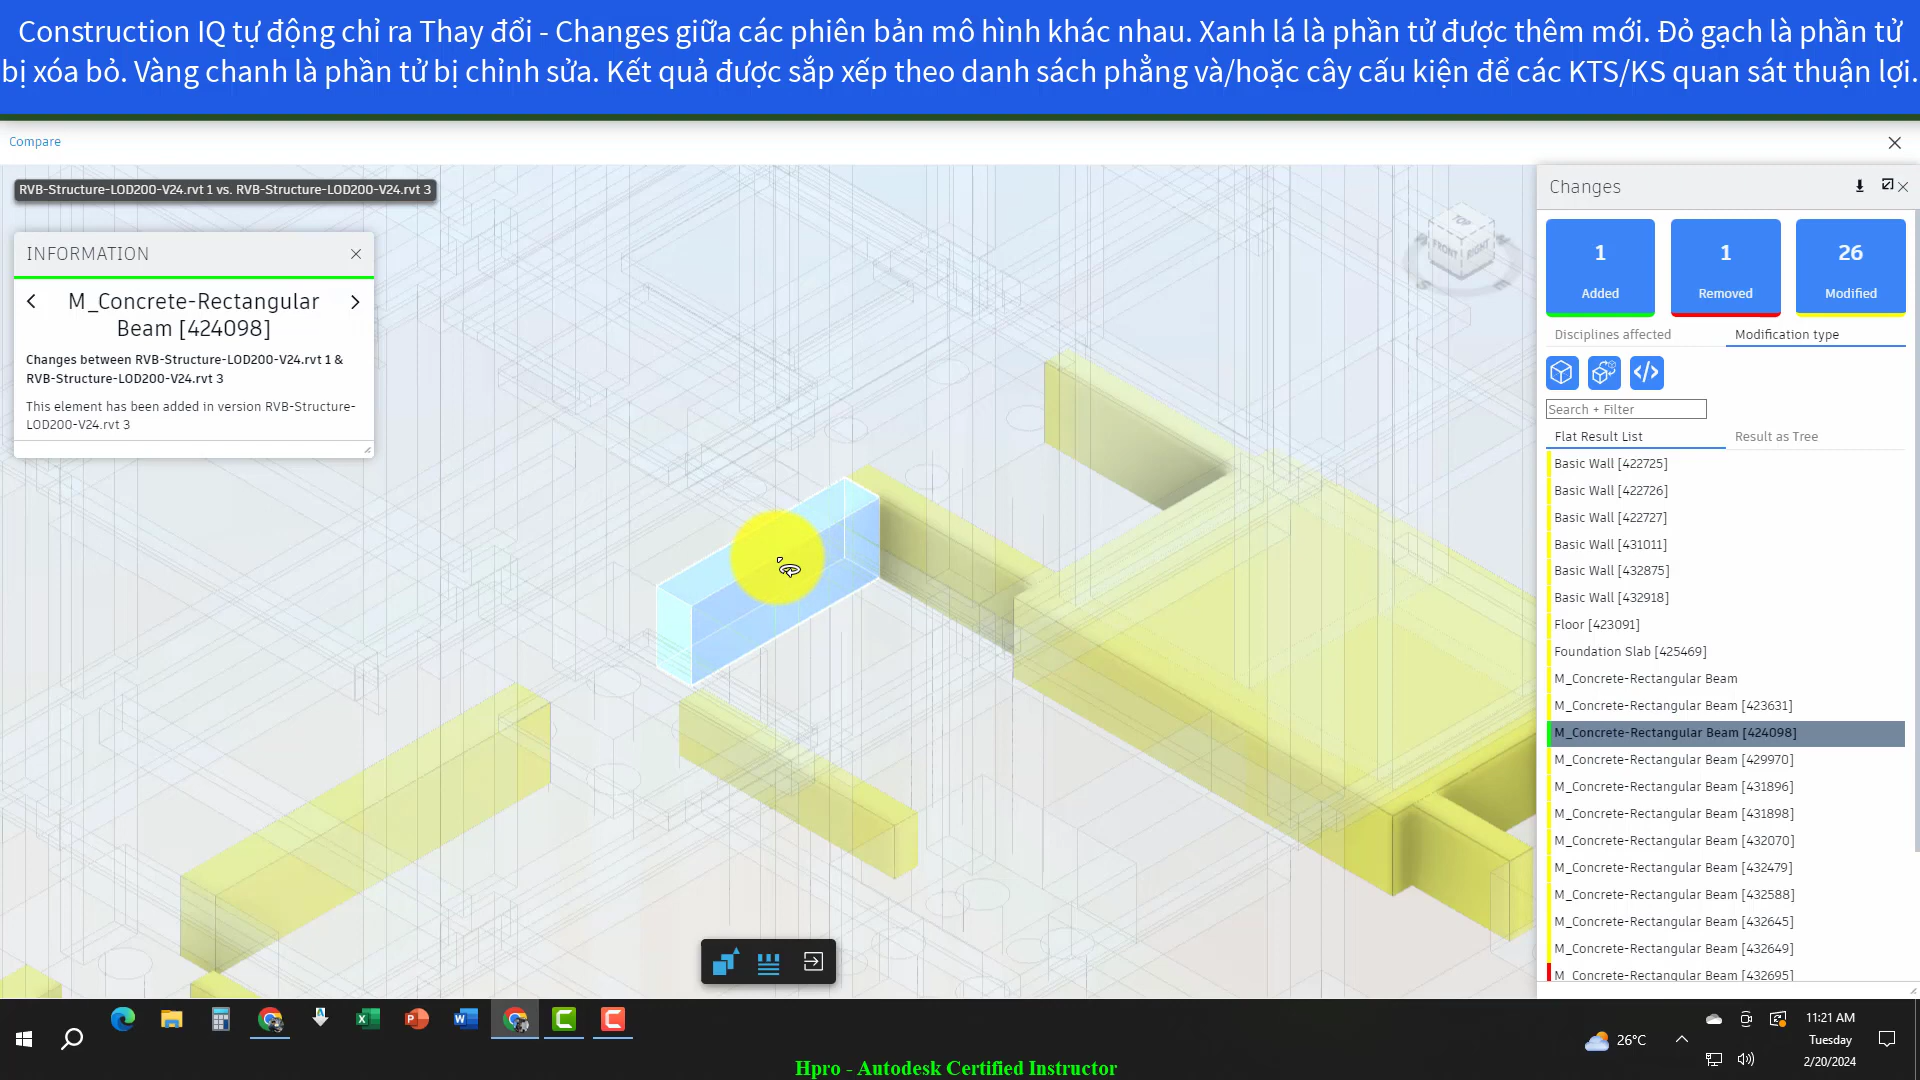 Construction IQ tự động chỉ ra Thay đổi - Changes giữa các phiên bản mô hình khác nhau. Xanh lá là phần tử được thêm mới. Đỏ gạch là phần tử
bị xóa bỏ. Vàng chanh là phần tử bị chỉnh sửa. Kết quả được sắp xếp theo danh sách phẳng và/hoặc cây cấu kiện để các KTS/KS quan sát thuận lợi.
Compare
RVB-Structure-LOD200-V24.rvt 1 vs. RVB-Structure-LOD200-V24.rvt 3
INFORMATION
M_Concrete-Rectangular
Beam [424098]
Changes between RVB-Structure-LOD200-V24.rvt 1 &
RVB-Structure-LOD200-V24.rvt 3
This element has been added in version RVB-Structure-
LOD200-V24.rvt 3
TOP
FRONT
RIGHT
Changes
1
Added
1
Removed
26
Modified
Disciplines affected
Modification type
Search + Filter
Flat Result List
Result as Tree
Basic Wall [422725]
Basic Wall [422726]
Basic Wall [422727]
Basic Wall [431011]
Basic Wall [432875]
Basic Wall [432918]
Floor [423091]
Foundation Slab [425469]
M_Concrete-Rectangular Beam
M_Concrete-Rectangular Beam [423631]
M_Concrete-Rectangular Beam [424098]
M_Concrete-Rectangular Beam [429970]
M_Concrete-Rectangular Beam [431896]
M_Concrete-Rectangular Beam [431898]
M_Concrete-Rectangular Beam [432070]
M_Concrete-Rectangular Beam [432479]
M_Concrete-Rectangular Beam [432588]
M_Concrete-Rectangular Beam [432645]
M_Concrete-Rectangular Beam [432649]
M_Concrete-Rectangular Beam [432695]
26°C
11:21 AM
Tuesday
2/20/2024
Hpro - Autodesk Certified Instructor